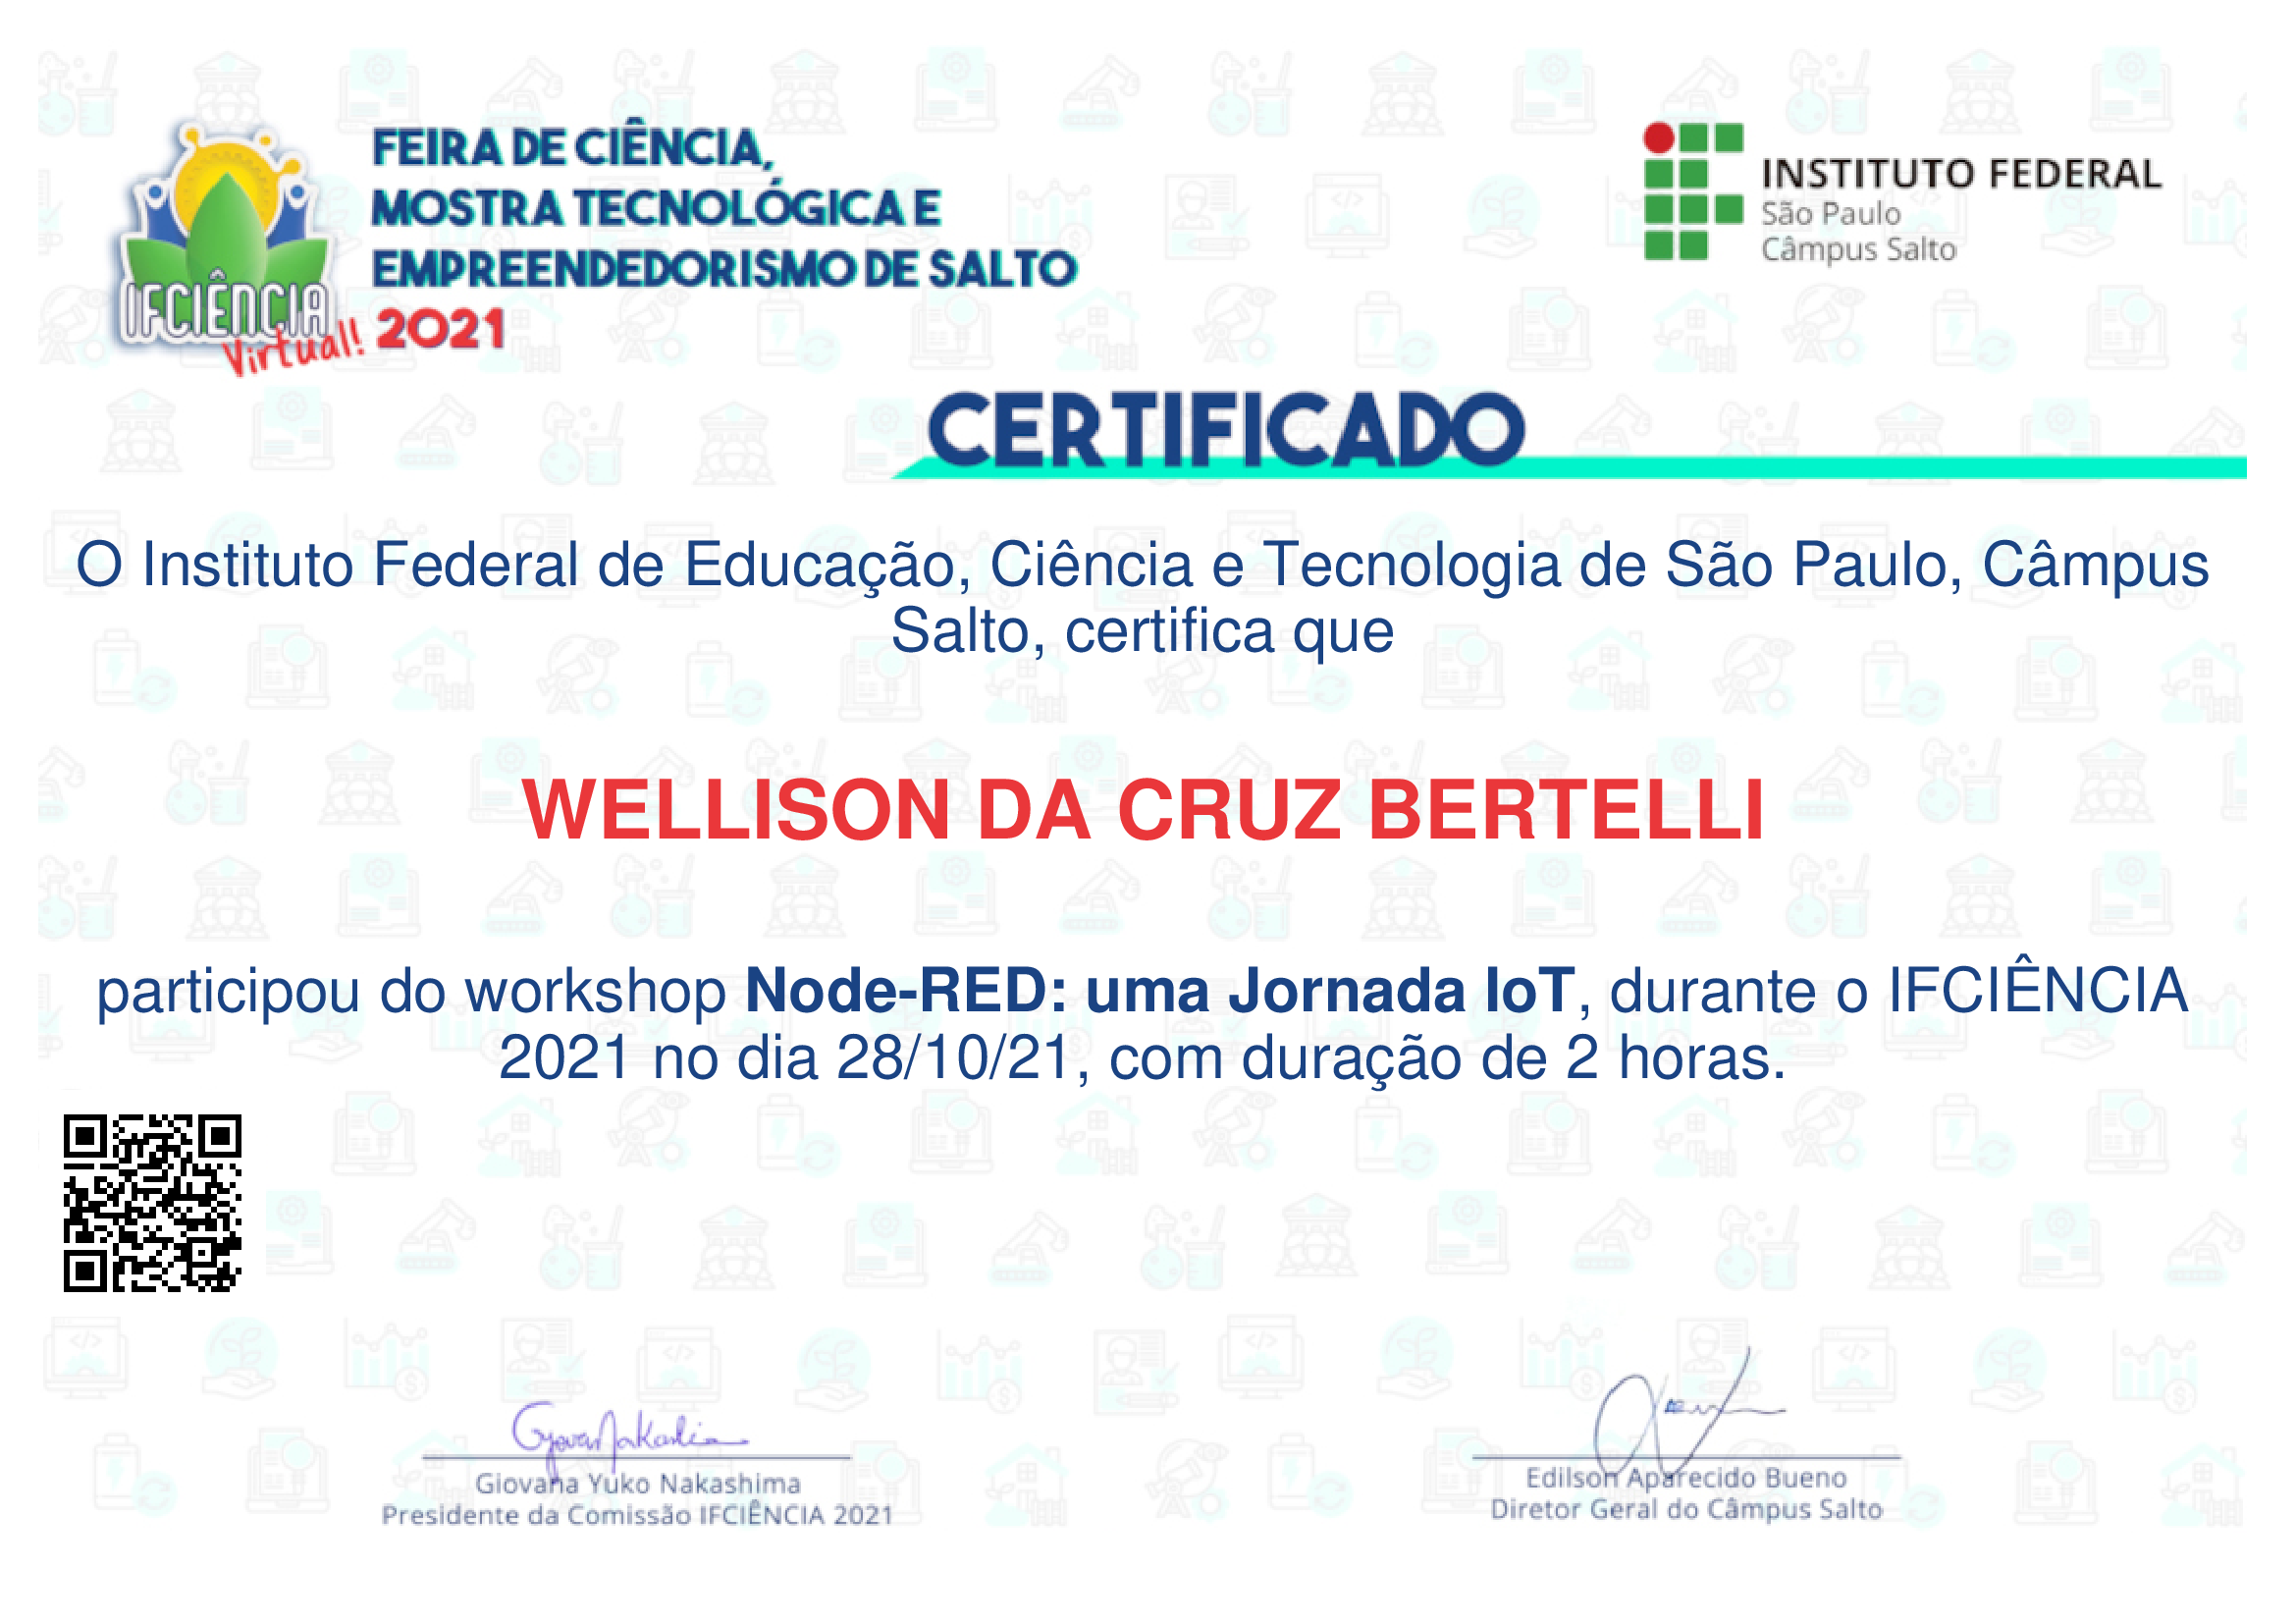 FEIRA DE CIÊNCIA,
MOSTRA TECNOLÓGICA E
EMPREENDEDORISMO DE SALTO
2021
IFCIÊNCIA
Virtual!
INSTITUTO FEDERAL
São Paulo
Câmpus Salto
CERTIFICADO
O Instituto Federal de Educação, Ciência e Tecnologia de São Paulo, Câmpus
Salto, certifica que
WELLISON DA CRUZ BERTELLI
participou do workshop Node-RED: uma Jornada IoT, durante o IFCIÊNCIA
2021 no dia 28/10/21, com duração de 2 horas.
Giovana Yuko Nakashima
Presidente da Comissão IFCIÊNCIA 2021
Edilson Aparecido Bueno
Diretor Geral do Câmpus Salto